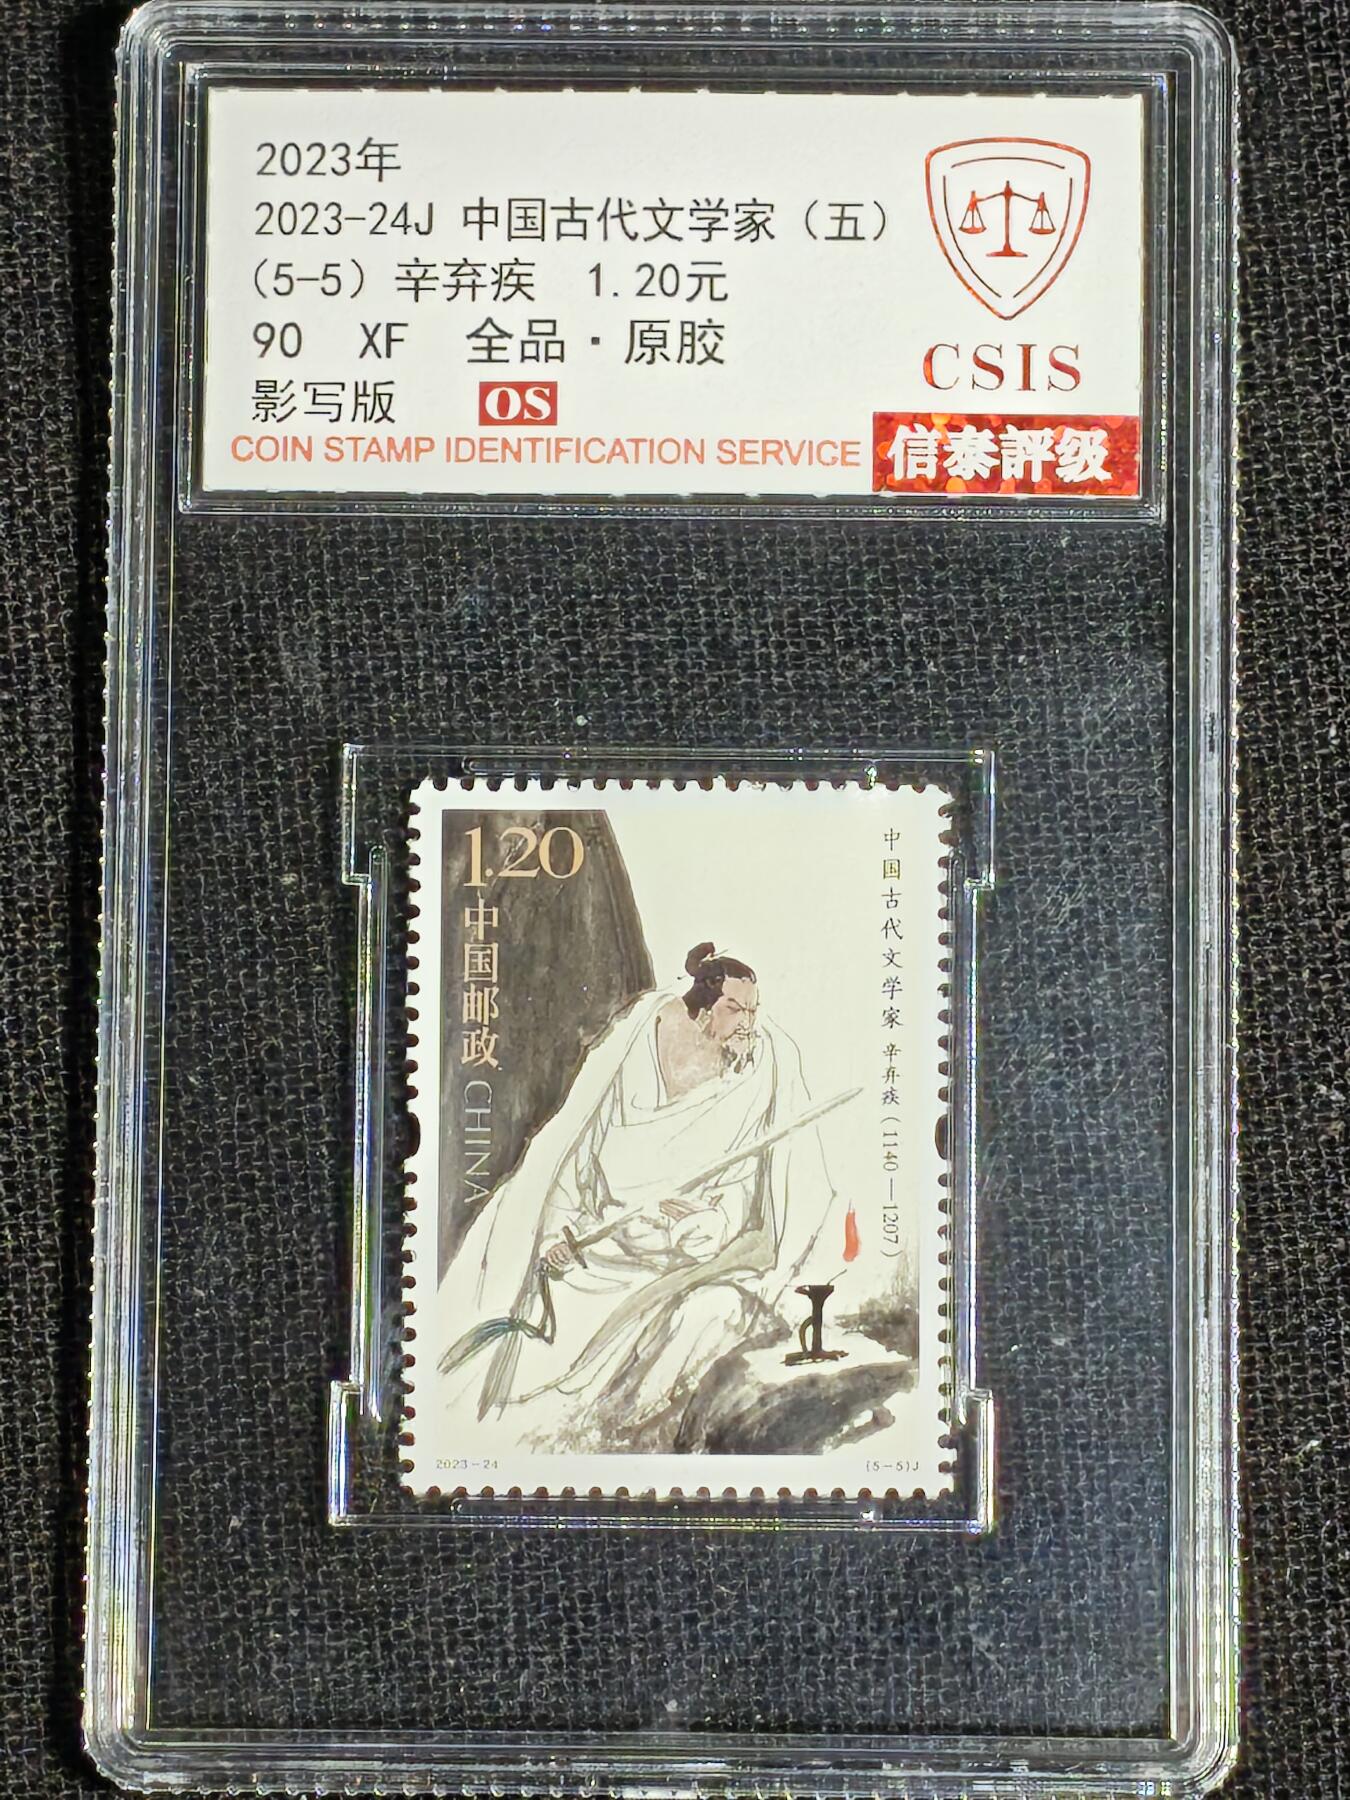 2023年
2023-24J 中国古代文学家（五）
(5-5) 辛弃疾 1.20元
90 XF 全品·原胶
影写版 OS
COIN STAMP IDENTIFICATION SERVICE
CSIS
信泰評级
1.20元
中国邮政 CHINA
中国古代文学家 辛弃疾（1140—1207）
2023-24
(5-5)J